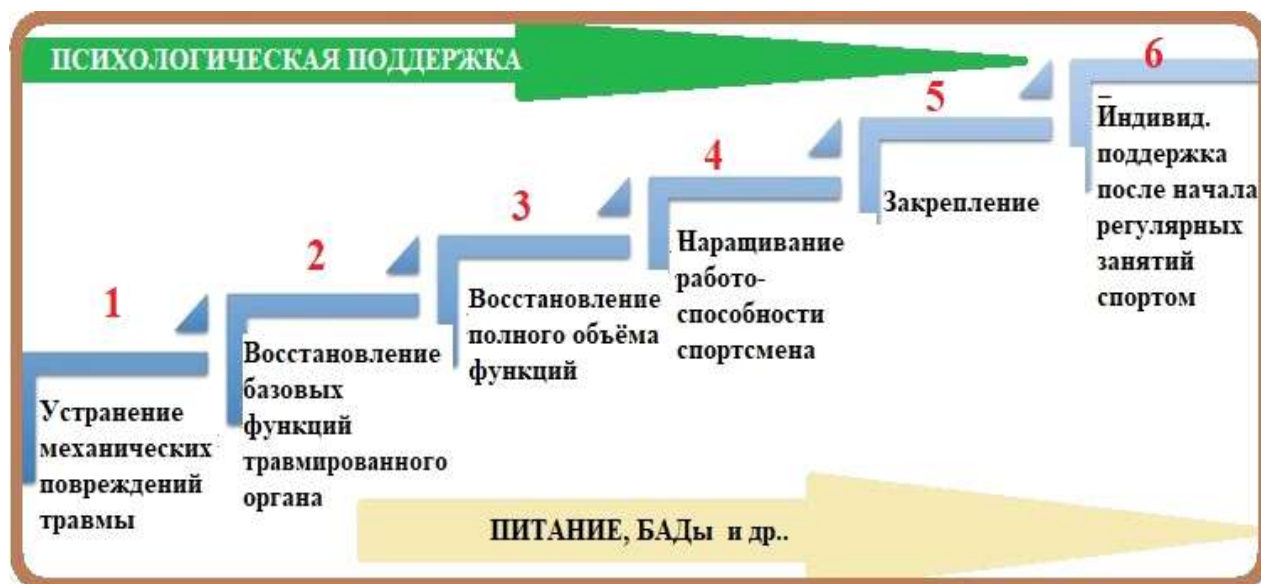 ПСИХОЛОГИЧЕСКАЯ ПОДДЕРЖКА
1
Устранение
механических
повреждений
травмы
2
Восстановление
базовых
функций
травмированного
органа
3
Восстановление
полного объёма
функций
4
Наращивание
работо-
способности
спортсмена
5
Закрепление
6
Индивид.
поддержка
после начала
регулярных
занятий
спортом
ПИТАНИЕ, БАДы и др..